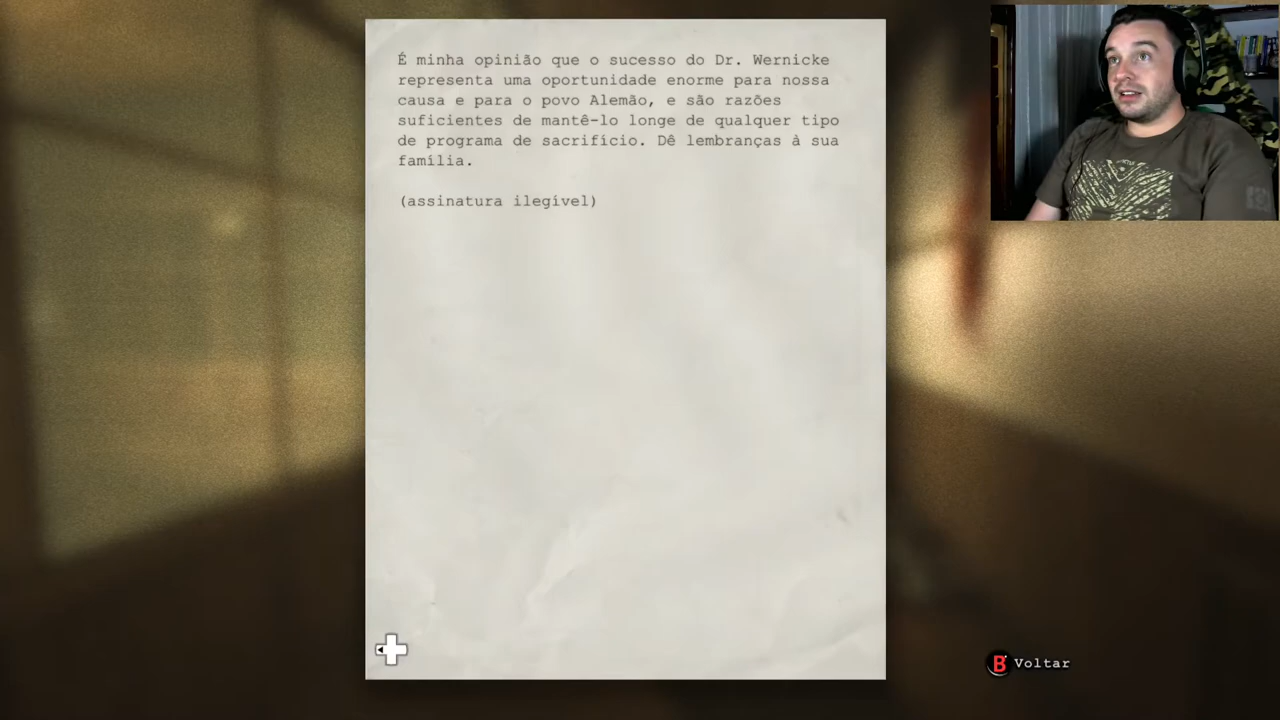 É minha opinião que o sucesso do Dr. Wernicke
representa uma oportunidade enorme para nossa
causa e para o povo Alemão, e são razões
suficientes de mantê-lo longe de qualquer tipo
de programa de sacrifício. Dê lembranças à sua
família.
(assinatura ilegível)
B Voltar